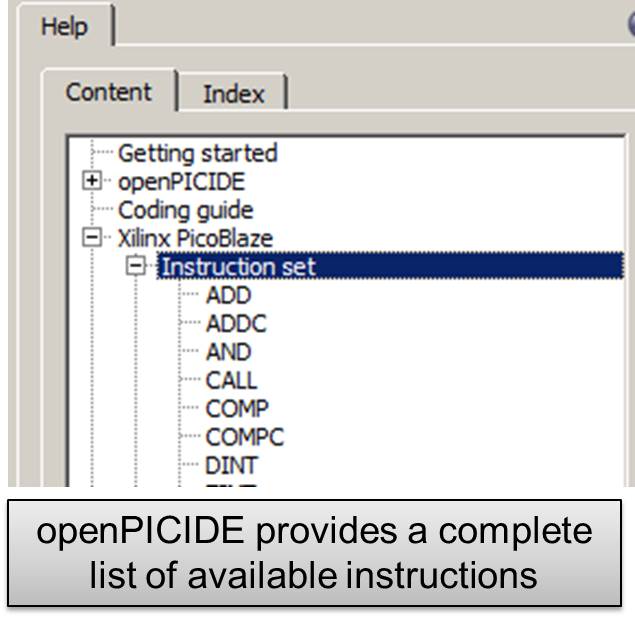 Help
Content
Index
Getting started
openPICIDE
Coding guide
Xilinx PicoBlaze
Instruction set
ADD
ADDC
AND
CALL
COMP
COMPC
DINT
openPICIDE provides a complete
list of available instructions